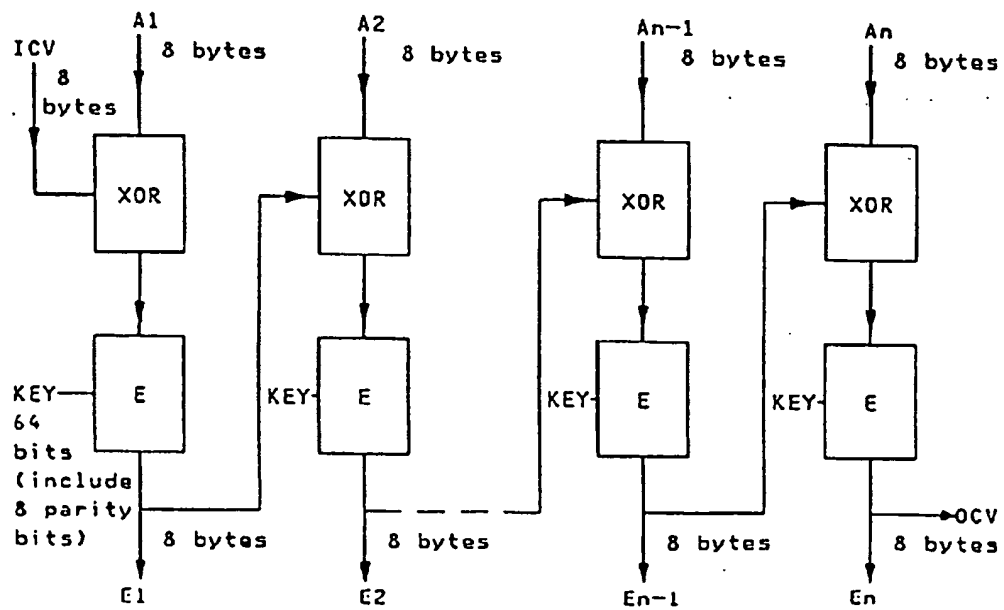 A1
A2
An-1
An
ICV
8 bytes
8 bytes
8 bytes
8 bytes
8
bytes
XOR
XOR
XOR
XOR
KEY
E
KEY
E
KEY
E
KEY
E
64
bits
(include
8 parity
bits)
OCV
8 bytes
8 bytes
8 bytes
8 bytes
E1
E2
En-1
En